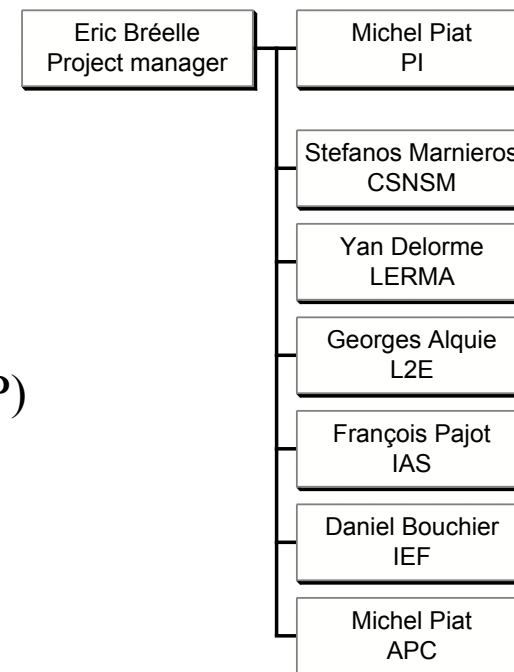 Eric Bréelle
Project manager
Michel Piat
PI
Stefanos Marnieros
CSNSM
Yan Delorme
LERMA
Georges Alquie
L2E
P)
François Pajot
IAS
Daniel Bouchier
IEF
Michel Piat
APC